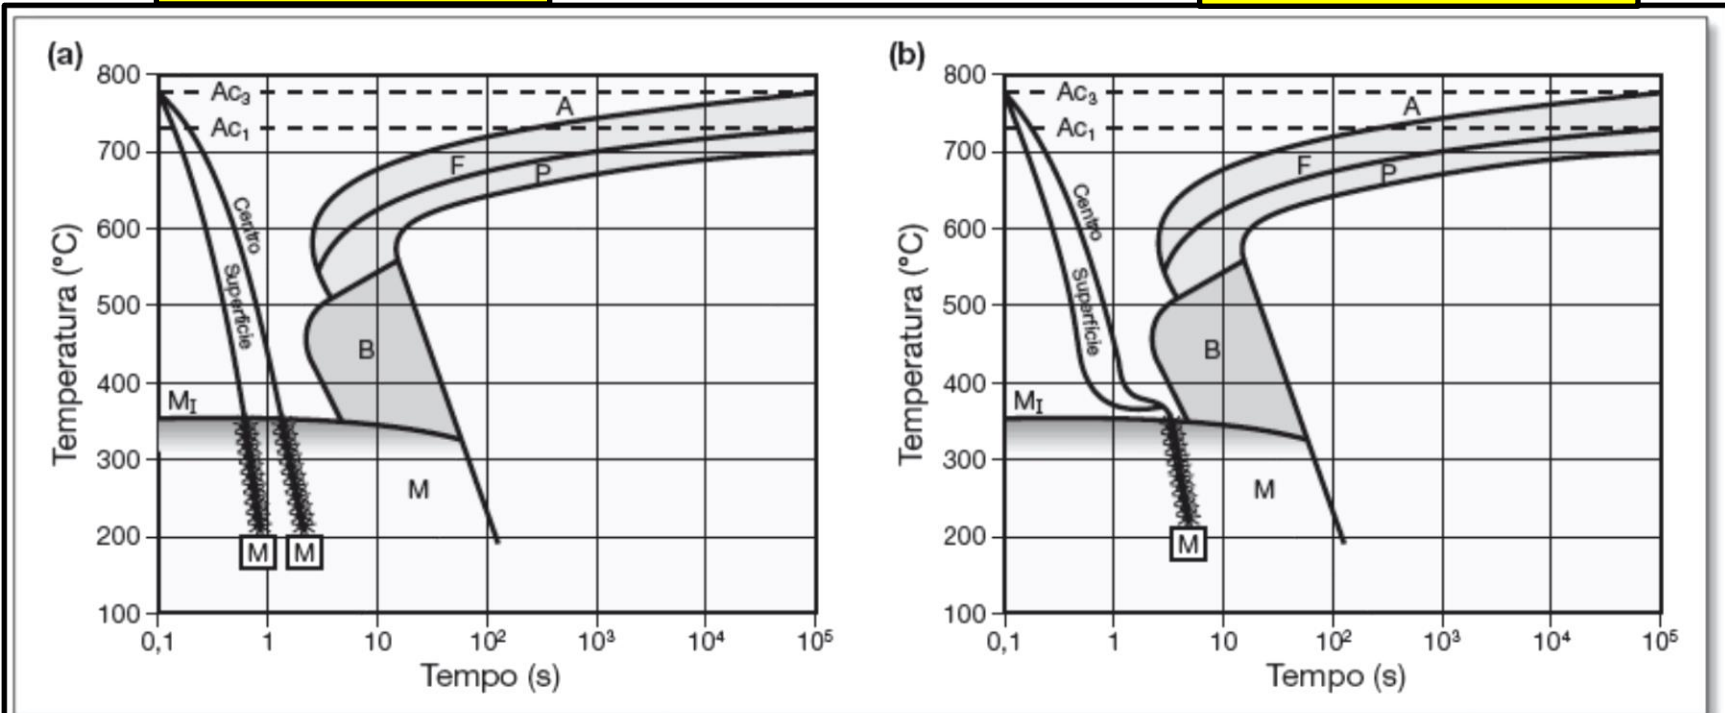 (a)
800
Ac₃
A
Ac₁
700
F
P
600
Centro
500
Superfície
B
400
M_I
300
M
200
M M
100
0,1 1 10 10² 10³ 10⁴ 10⁵
Temperatura (°C)
Tempo (s)
(b)
800
Ac₃
A
Ac₁
700
F
P
600
Centro
500
Superfície
B
400
M_I
300
M
200
M
100
0,1 1 10 10² 10³ 10⁴ 10⁵
Temperatura (°C)
Tempo (s)